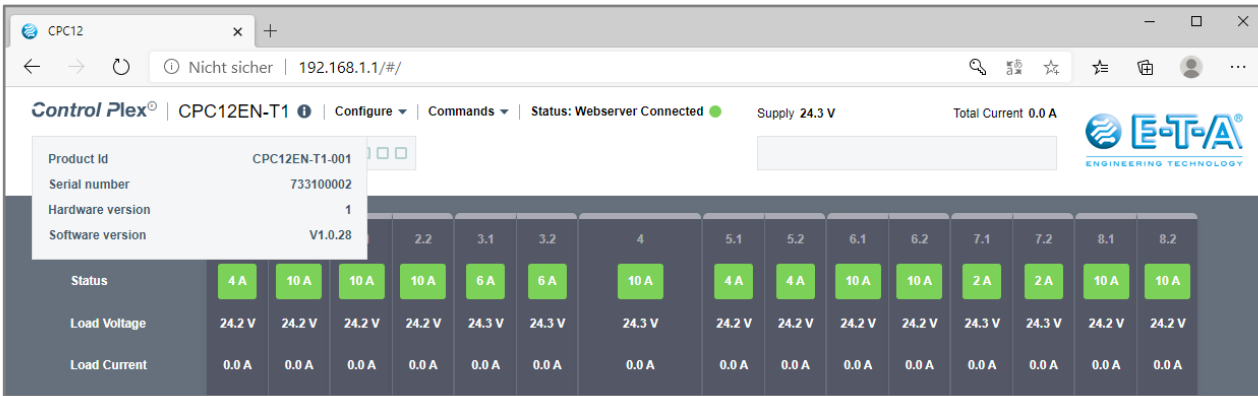 CPC12
Nicht sicher | 192.168.1.1/#/
Control Plex® | CPC12EN-T1 | Configure | Commands | Status: Webserver Connected Supply 24.3 V Total Current 0.0 A
E-T-A®
ENGINEERING TECHNOLOGY
Product Id CPC12EN-T1-001
Serial number 733100002
Hardware version 1
Software version V1.0.28
2.2 3.1 3.2 4 5.1 5.2 6.1 6.2 7.1 7.2 8.1 8.2
Status 4 A 10 A 10 A 10 A 6 A 6 A 10 A 4 A 4 A 10 A 10 A 2 A 2 A 10 A 10 A
Load Voltage 24.2 V 24.2 V 24.2 V 24.2 V 24.3 V 24.3 V 24.3 V 24.2 V 24.2 V 24.2 V 24.2 V 24.3 V 24.3 V 24.2 V 24.2 V
Load Current 0.0 A 0.0 A 0.0 A 0.0 A 0.0 A 0.0 A 0.0 A 0.0 A 0.0 A 0.0 A 0.0 A 0.0 A 0.0 A 0.0 A 0.0 A